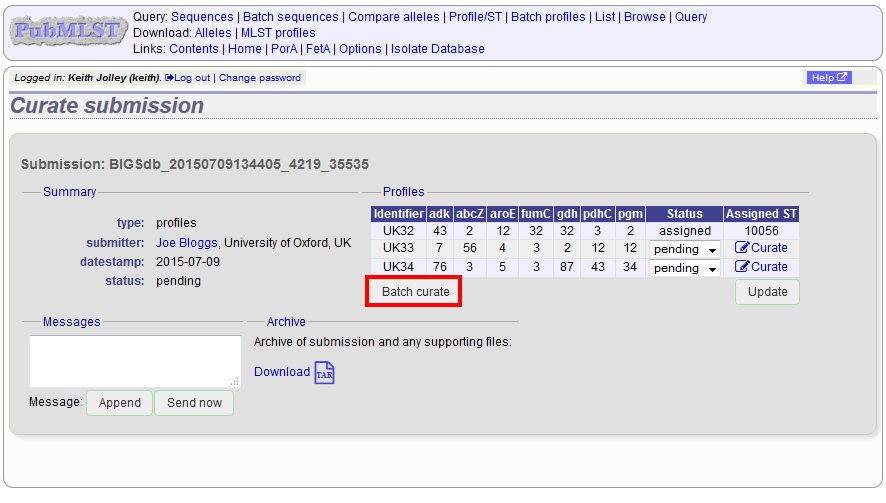 PubMLST
Query: Sequences | Batch sequences | Compare alleles | Profile/ST | Batch profiles | List | Browse | Query
Download: Alleles | MLST profiles
Links: Contents | Home | PorA | FetA | Options | Isolate Database
Logged in: Keith Jolley (keith). Log out | Change password
Help
Curate submission
Submission: BIGSdb_20150709134405_4219_35535
Summary
type: profiles
submitter: Joe Bloggs, University of Oxford, UK
datestamp: 2015-07-09
status: pending
Profiles
Identifier adk abcZ aroE fumC gdh pdhC pgm Status Assigned ST
UK32 43 2 12 32 32 3 2 assigned 10056
UK33 7 56 4 3 2 12 12 pending Curate
UK34 76 3 5 3 87 43 34 pending Curate
Batch curate Update
Messages
Message: Append Send now
Archive
Archive of submission and any supporting files:
Download TAR